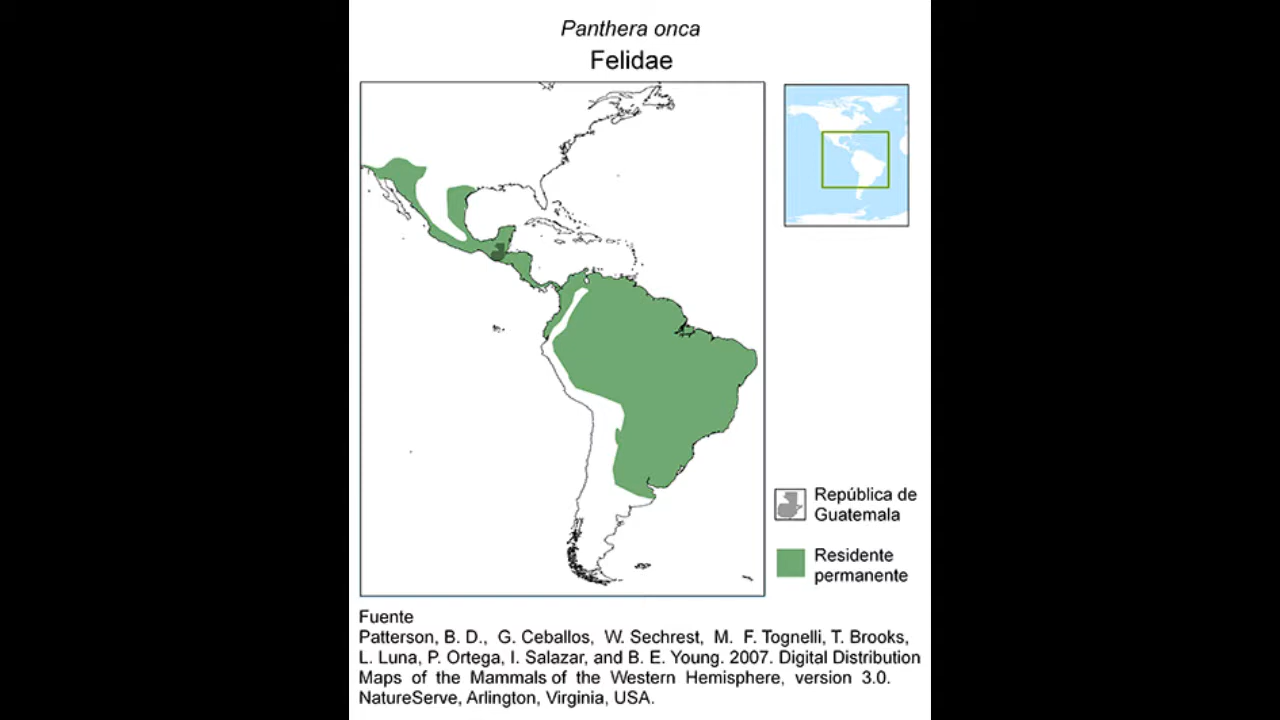 Panthera onca
Felidae
República de
Guatemala
Residente
permanente
Fuente
Patterson, B. D., G. Ceballos, W. Sechrest, M. F. Tognelli, T. Brooks,
L. Luna, P. Ortega, I. Salazar, and B. E. Young. 2007. Digital Distribution
Maps of the Mammals of the Western Hemisphere, version 3.0.
NatureServe, Arlington, Virginia, USA.